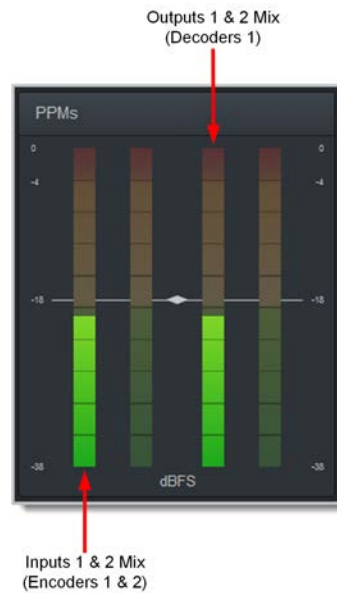 Outputs 1 & 2 Mix
(Decoders 1)
PPMs
0 0
-4 -4
-18 -18
-38 -38
dBFS
Inputs 1 & 2 Mix
(Encoders 1 & 2)